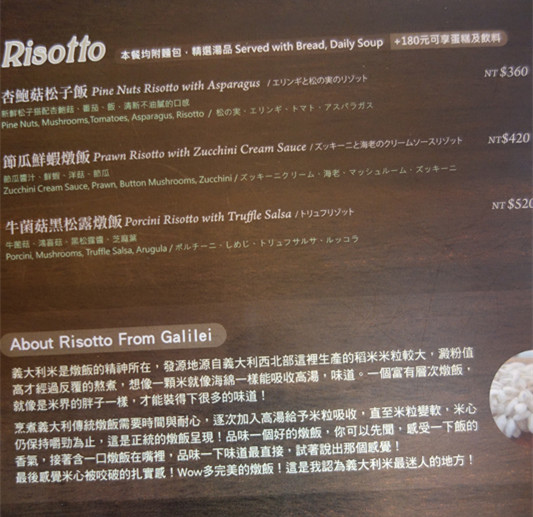 Risotto 本餐均附麵包，精選湯品 Served with Bread, Daily Soup +180元可享蛋糕及飲料
杏鮑菇松子飯 Pine Nuts Risotto with Asparagus / エリンギと松の実のリゾット NT $360
新鮮松子搭配杏鮑菇、番茄、飯，清新不油膩的口感
Pine Nuts, Mushrooms,Tomatoes, Asparagus, Risotto / 松の実・エリンギ・トマト・アスパラガス
節瓜鮮蝦燉飯 Prawn Risotto with Zucchini Cream Sauce / ズッキーニと海老のクリームソースリゾット NT $420
節瓜醬汁、鮮蝦、洋菇、節瓜
Zucchini Cream Sauce, Prawn, Button Mushrooms, Zucchini / ズッキーニクリーム・海老・マッシュルーム・ズッキーニ
牛菌菇黑松露燉飯 Porcini Risotto with Truffle Salsa / トリュフリゾット NT $520
牛菌菇、鴻喜菇、黑松露醬、芝麻葉
Porcini, Mushrooms, Truffle Salsa, Arugula / ポルチーニ・しめじ・トリュフサルサ・ルッコラ
About Risotto From Galilei
義大利米是燉飯的精神所在，發源地源自義大利西北部這裡生產的稻米米粒較大，澱粉值
高才經過反覆的熬煮，想像一顆米就像海綿一樣能吸收高湯，味道。一個富有層次燉飯，
就像是米界的胖子一樣，才能裝得下很多的味道！
烹煮義大利傳統燉飯需要時間與耐心，逐次加入高湯給予米粒吸收，直至米粒變軟，米心
仍保持嚼勁為止，這是正統的燉飯呈現！品味一個好的燉飯，你可以先聞，感受一下飯的
香氣，接著含一口燉飯在嘴裡，品味一下味道最直接，試著說出那個感覺！
最後感覺米心被咬破的扎實感！Wow多完美的燉飯！這是我認為義大利米最迷人的地方！